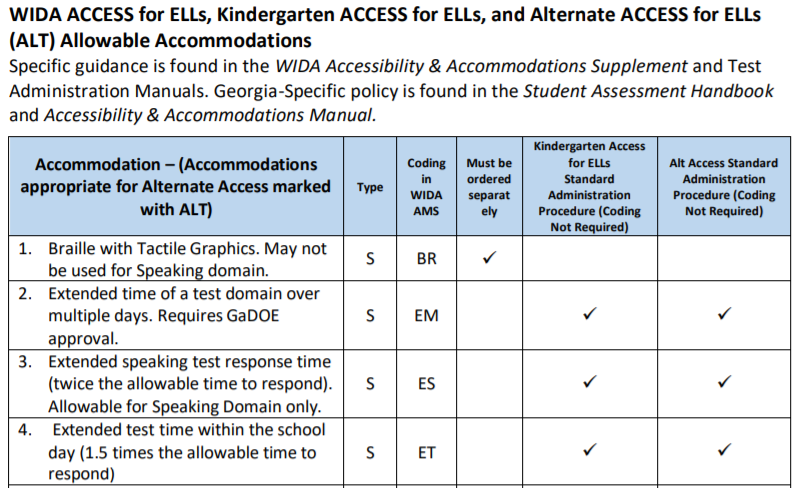 WIDA ACCESS for ELLs, Kindergarten ACCESS for ELLs, and Alternate ACCESS for ELLs
(ALT) Allowable Accommodations
Specific guidance is found in the WIDA Accessibility & Accommodations Supplement and Test
Administration Manuals. Georgia-Specific policy is found in the Student Assessment Handbook
and Accessibility & Accommodations Manual.
Accommodation – (Accommodations
appropriate for Alternate Access marked
with ALT)
Type
Coding
in
WIDA
AMS
Must be
ordered
separat
ely
Kindergarten Access
for ELLs
Standard
Administration
Procedure (Coding
Not Required)
Alt Access Standard
Administration
Procedure (Coding
Not Required)
1. Braille with Tactile Graphics. May not
be used for Speaking domain.
S
BR
✓
2. Extended time of a test domain over
multiple days. Requires GaDOE
approval.
S
EM
✓
✓
3. Extended speaking test response time
(twice the allowable time to respond).
Allowable for Speaking Domain only.
S
ES
✓
✓
4. Extended test time within the school
day (1.5 times the allowable time to
respond)
S
ET
✓
✓